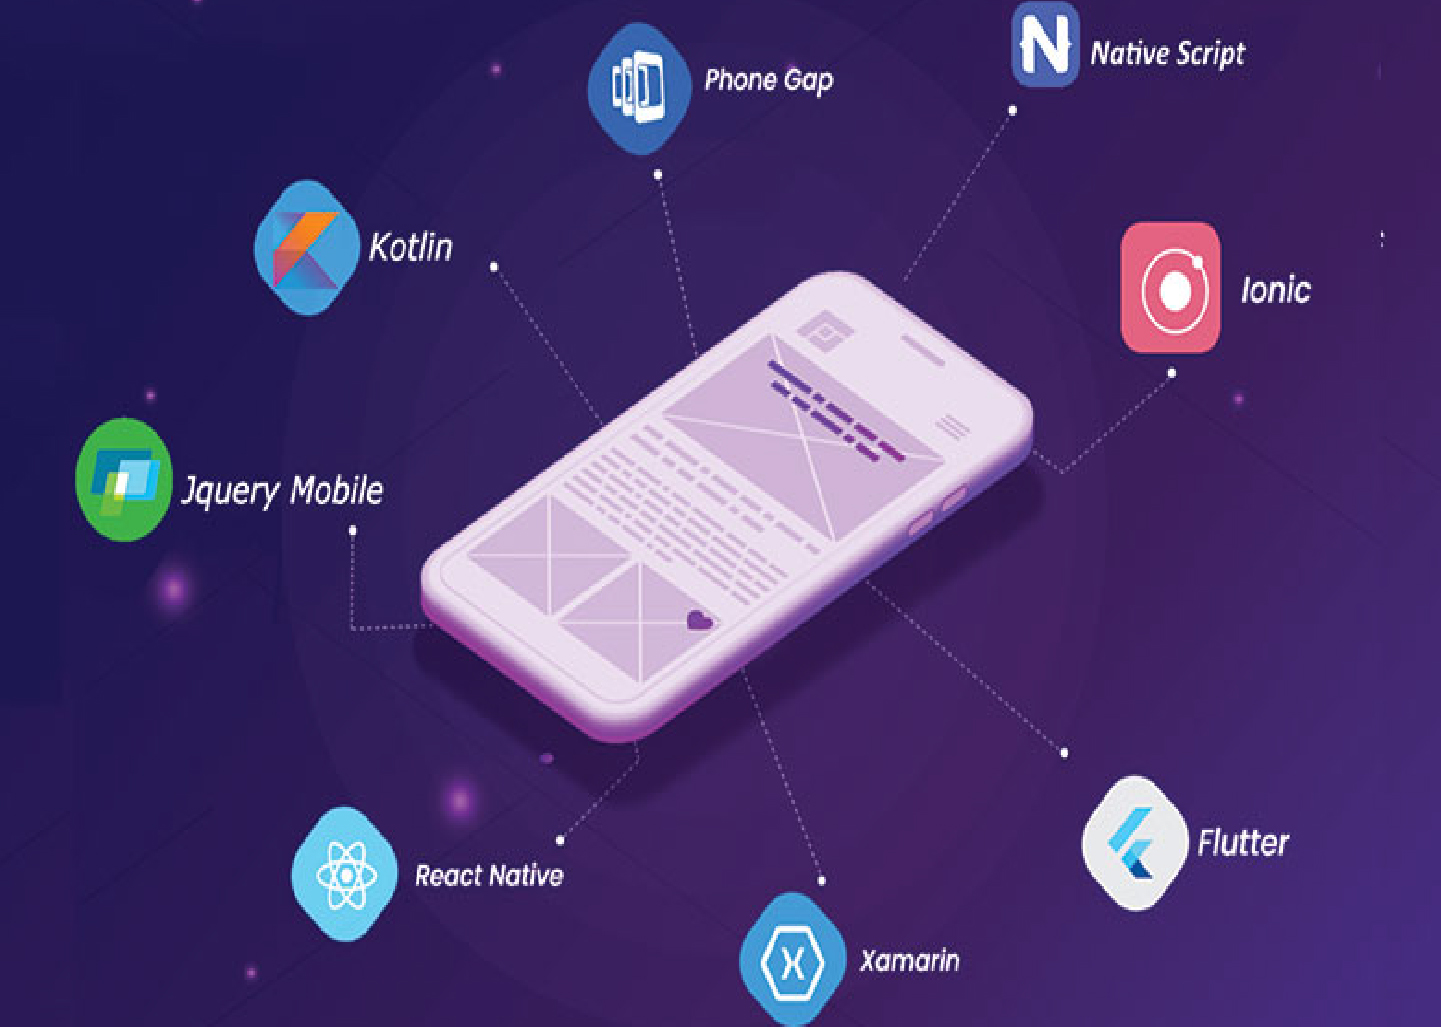 Phone Gap
Native Script
Kotlin
Ionic
Jquery Mobile
React Native
Flutter
Xamarin